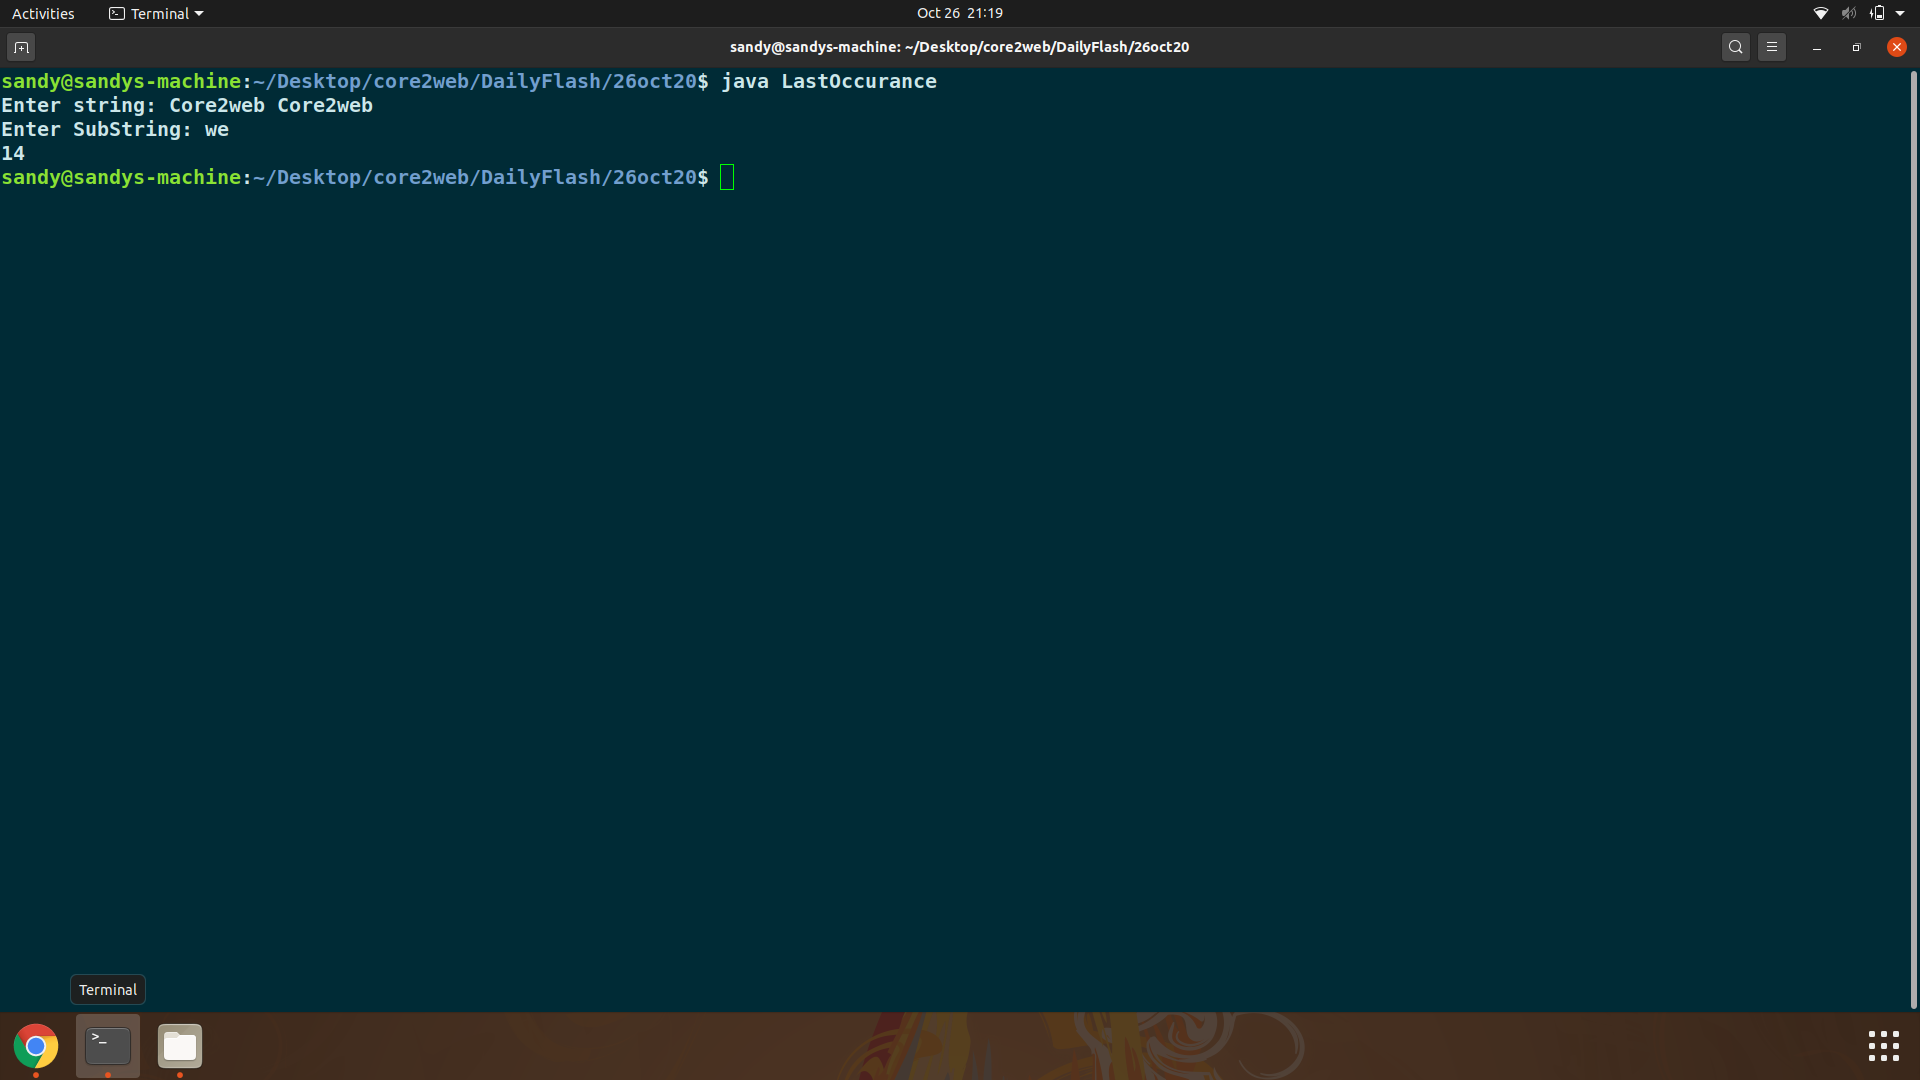 Activities
Terminal
Oct 26 21:19
sandy@sandys-machine: ~/Desktop/core2web/DailyFlash/26oct20
sandy@sandys-machine:~/Desktop/core2web/DailyFlash/26oct20$ java LastOccurance
Enter string: Core2web Core2web
Enter SubString: we
14
sandy@sandys-machine:~/Desktop/core2web/DailyFlash/26oct20$
Terminal
>_